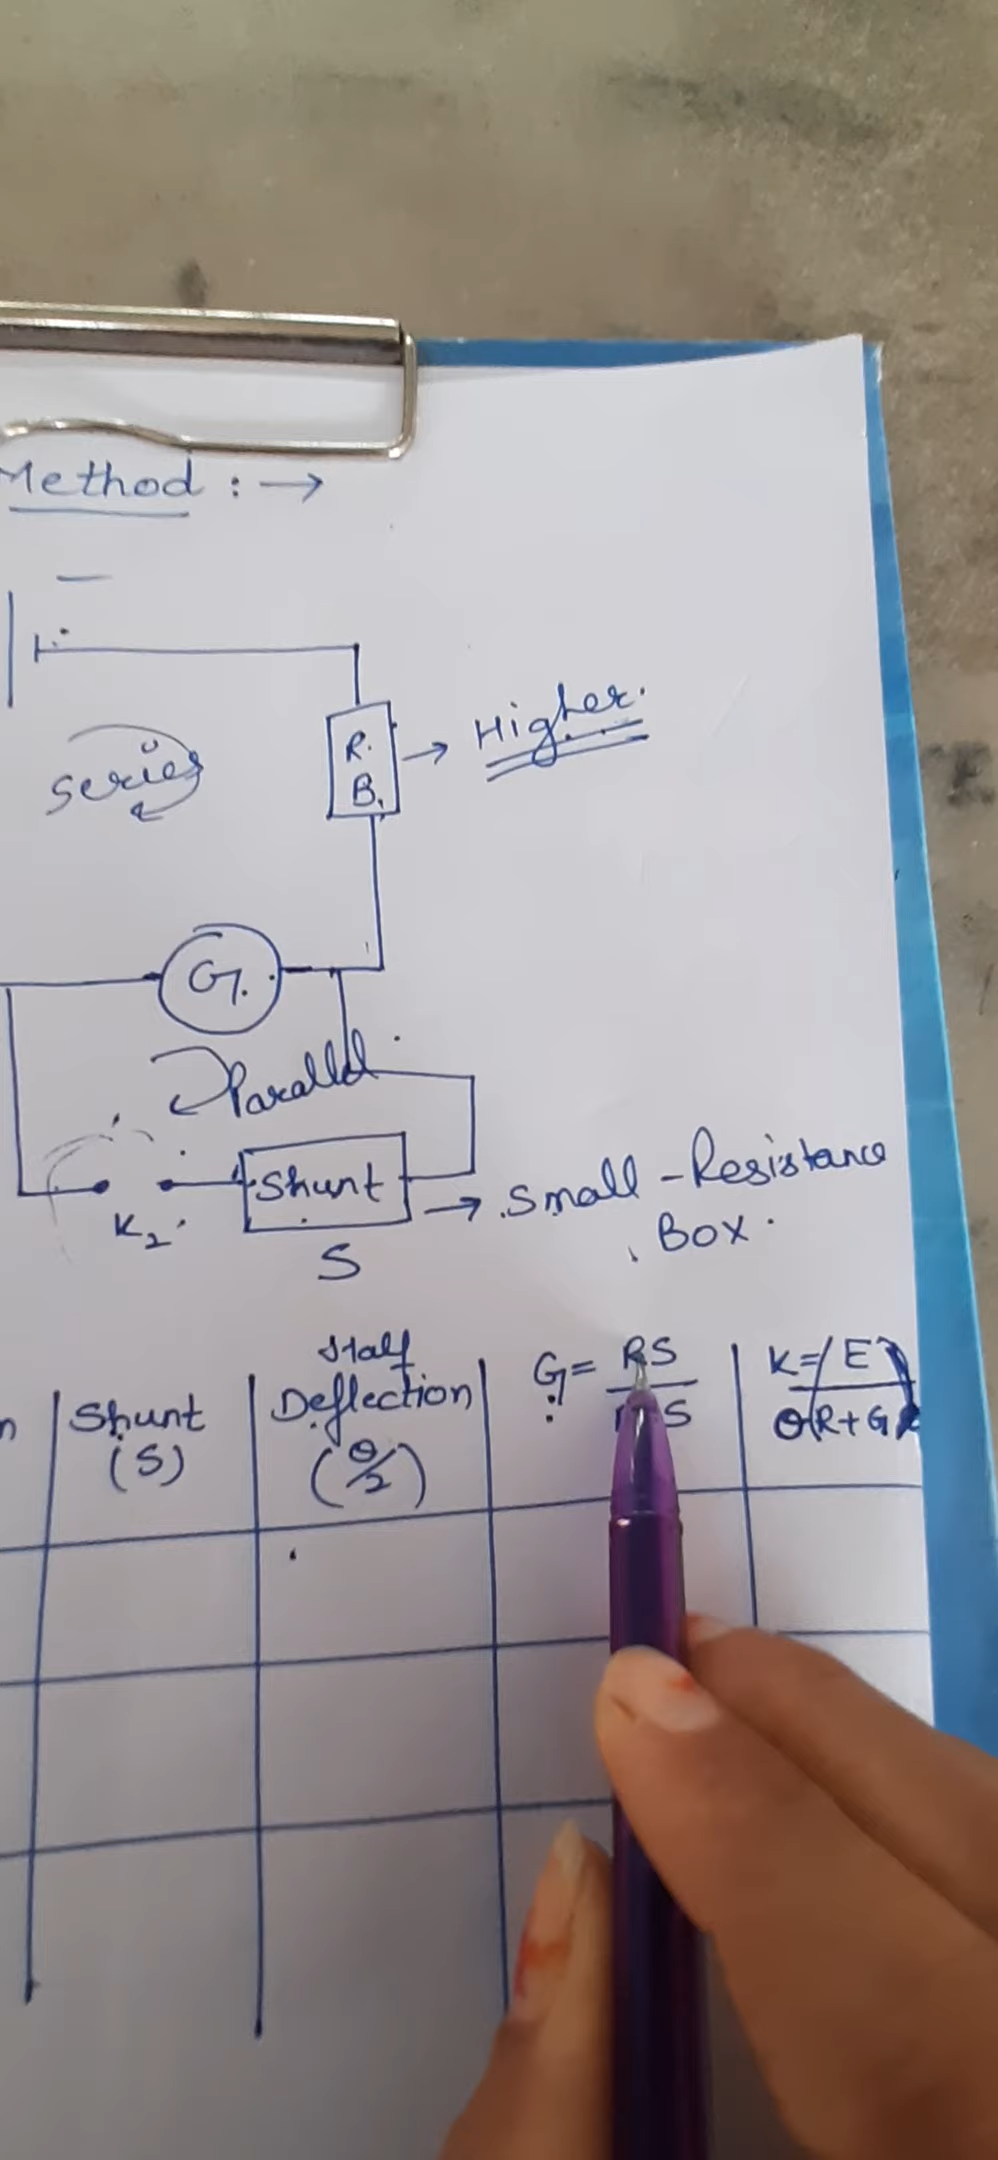 Method : →
−
series
R.
B.
→ Higher.
G.
Parallel
K₂
Shunt
→ Small - Resistance
Box.
S
n
Shunt
(S)
Half
Deflection
(θ/2)
G = RS
S
K = (E)
θ(R+G)